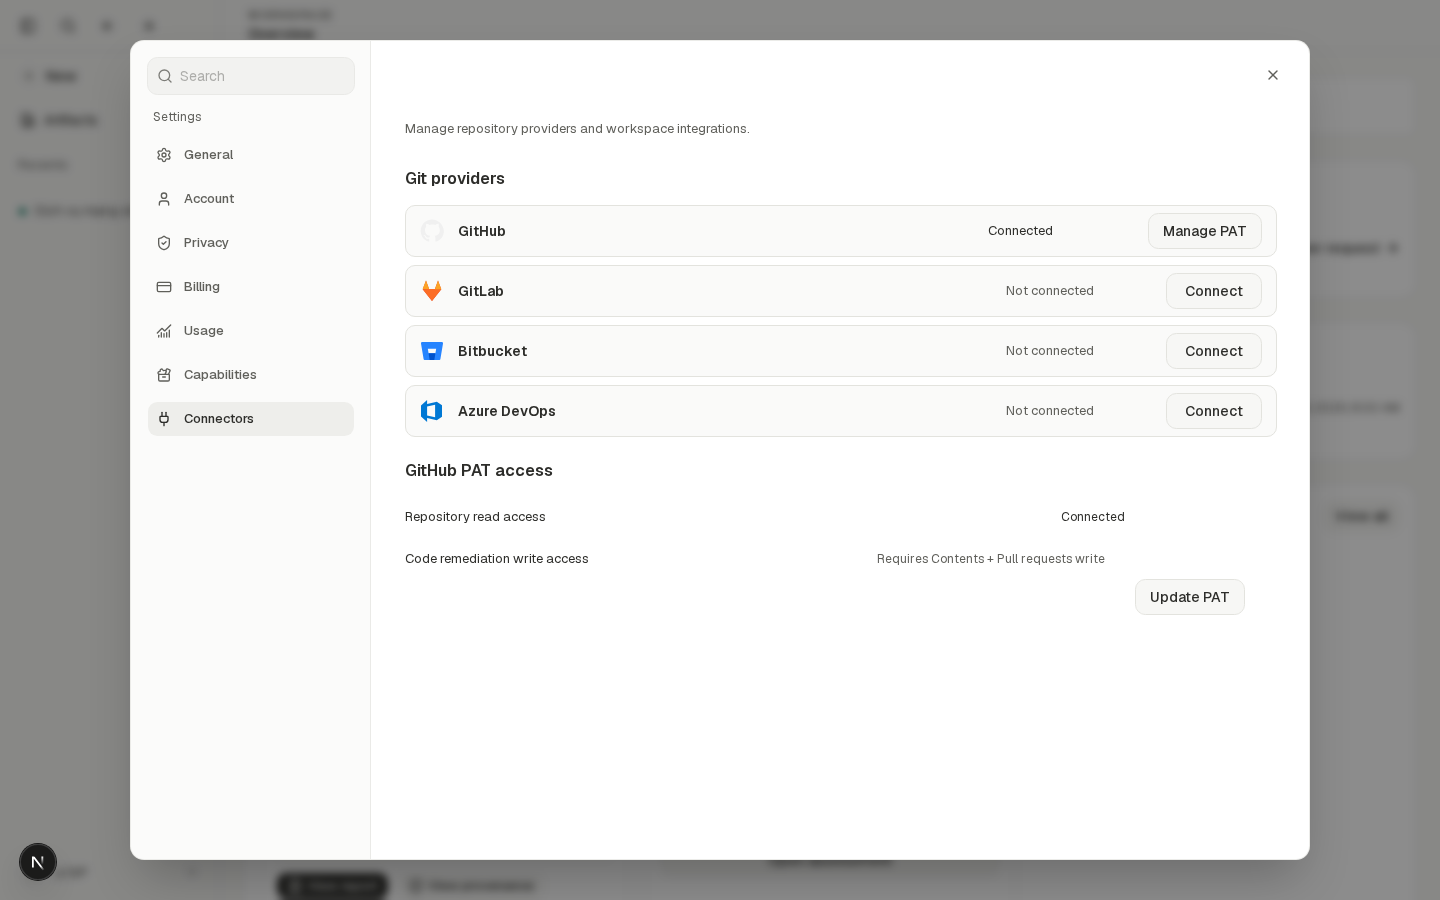 Search
Settings
General
Account
Privacy
Billing
Usage
Capabilities
Connectors
Manage repository providers and workspace integrations.
Git providers
GitHub Connected Manage PAT
GitLab Not connected Connect
Bitbucket Not connected Connect
Azure DevOps Not connected Connect
GitHub PAT access
Repository read access Connected
Code remediation write access Requires Contents + Pull requests write
Update PAT